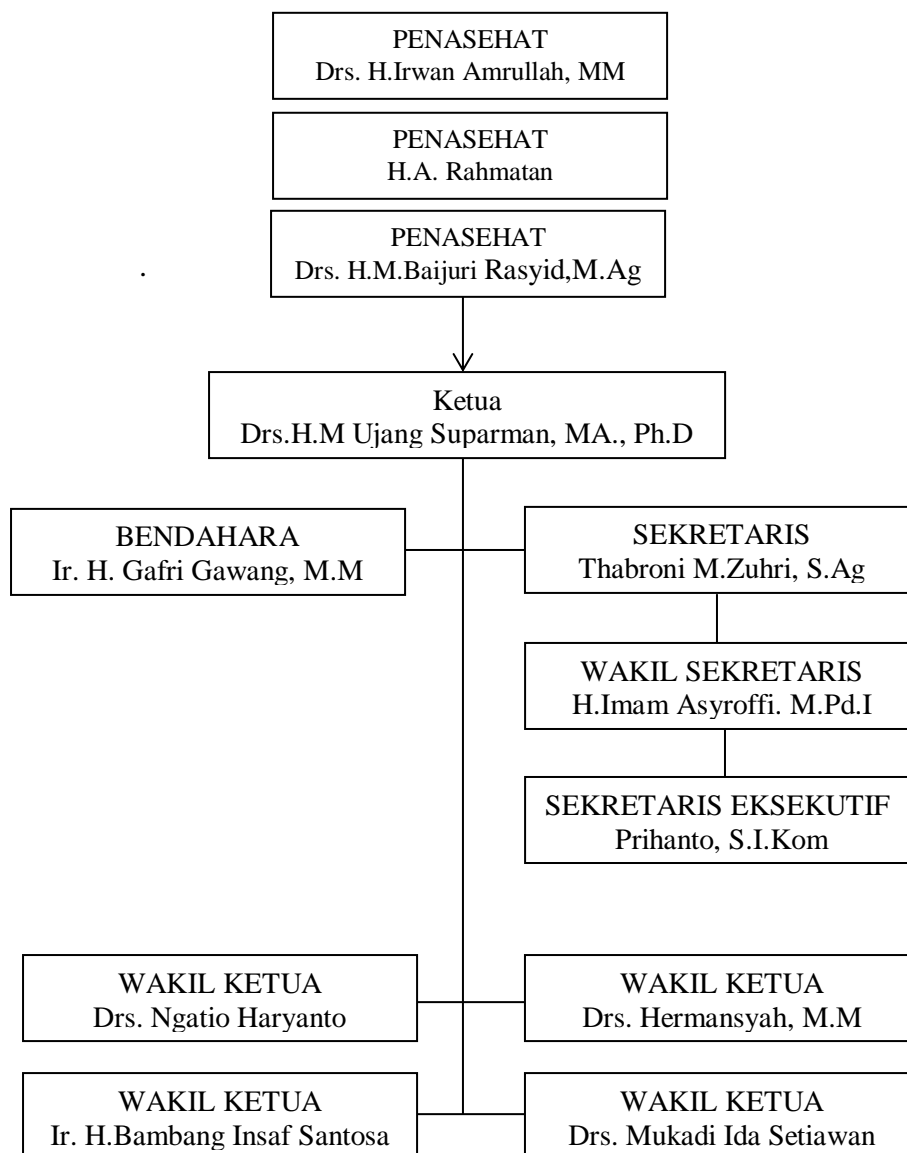 PENASEHAT
Drs. H.Irwan Amrullah, MM
PENASEHAT
H.A. Rahmatan
PENASEHAT
Drs. H.M.Baijuri Rasyid,M.Ag
.
Ketua
Drs.H.M Ujang Suparman, MA., Ph.D
BENDAHARA
Ir. H. Gafri Gawang, M.M
SEKRETARIS
Thabroni M.Zuhri, S.Ag
WAKIL SEKRETARIS
H.Imam Asyroffi. M.Pd.I
SEKRETARIS EKSEKUTIF
Prihanto, S.I.Kom
WAKIL KETUA
Drs. Ngatio Haryanto
WAKIL KETUA
Drs. Hermansyah, M.M
WAKIL KETUA
Ir. H.Bambang Insaf Santosa
WAKIL KETUA
Drs. Mukadi Ida Setiawan